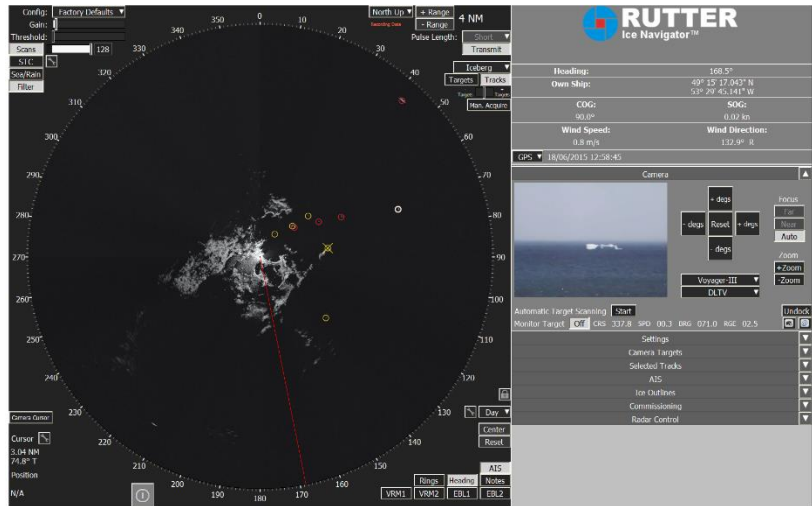 Config: Factory Defaults
Gain:
Threshold:
Scans 128
STC
Sea/Rain
Filter
North Up
+ Range
- Range
4 NM
Pulse Length: Short
Transmit
Iceberg
Targets Tracks
Man. Acquire
0
10
20
30
40
50
60
70
80
90
100
110
120
130
140
150
160
170
180
190
200
210
220
230
240
250
260
270
280
290
300
310
320
330
340
350
Camera Cursor
Cursor
3.04 NM
74.8° T
Position
N/A
Day
Center
Reset
AIS
Rings Heading Notes
VRM1 VRM2 EBL1 EBL2
RUTTER
Ice Navigator™
Heading: 168.5°
Own Ship: 49° 15' 17.043" N
53° 29' 45.141" W
COG: SOG:
90.0° 0.02 kn
Wind Speed: Wind Direction:
0.8 m/s 132.9° R
GPS 18/06/2015 12:58:45
Camera
+ degs
- degs Reset + degs
- degs
Focus
Far
Near
Auto
Zoom
+Zoom
-Zoom
Voyager-III
DLTV
Automatic Target Scanning Start
Undock
Monitor Target Off CRS 337.8 SPD 00.3 BRG 071.0 RGE 02.5
Settings
Camera Targets
Selected Tracks
AIS
Ice Outlines
Commissioning
Radar Control